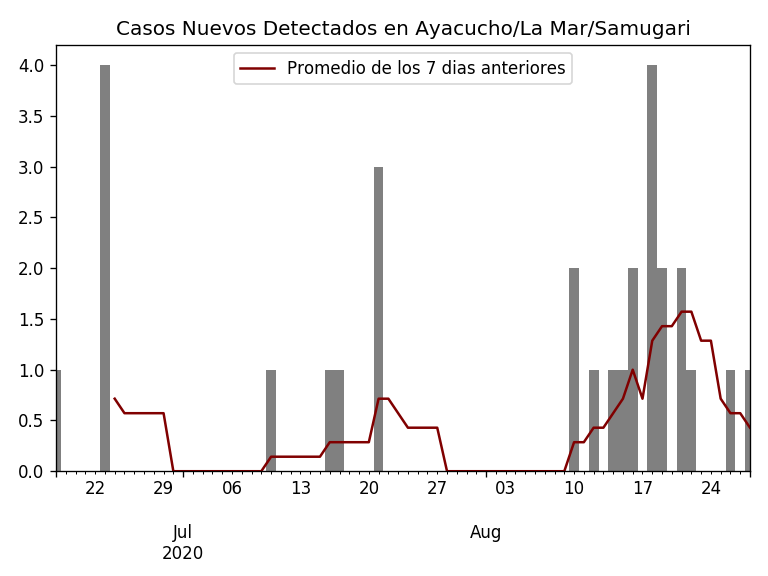 Casos Nuevos Detectados en Ayacucho/La Mar/Samugari
Promedio de los 7 dias anteriores
4.0
3.5
3.0
2.5
2.0
1.5
1.0
0.5
0.0
22 29 06 13 20 27 03 10 17 24
Jul Aug
2020